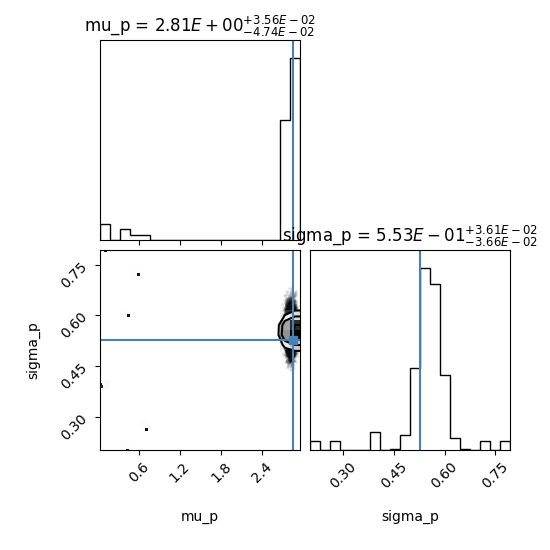 mu_p = 2.81E + 00+3.56E − 02 −4.74E − 02
sigma_p = 5.53E − 01+3.61E − 02 −3.66E − 02
0.75
0.60
0.45
0.30
sigma_p
0.6 1.2 1.8 2.4
mu_p
0.30 0.45 0.60 0.75
sigma_p